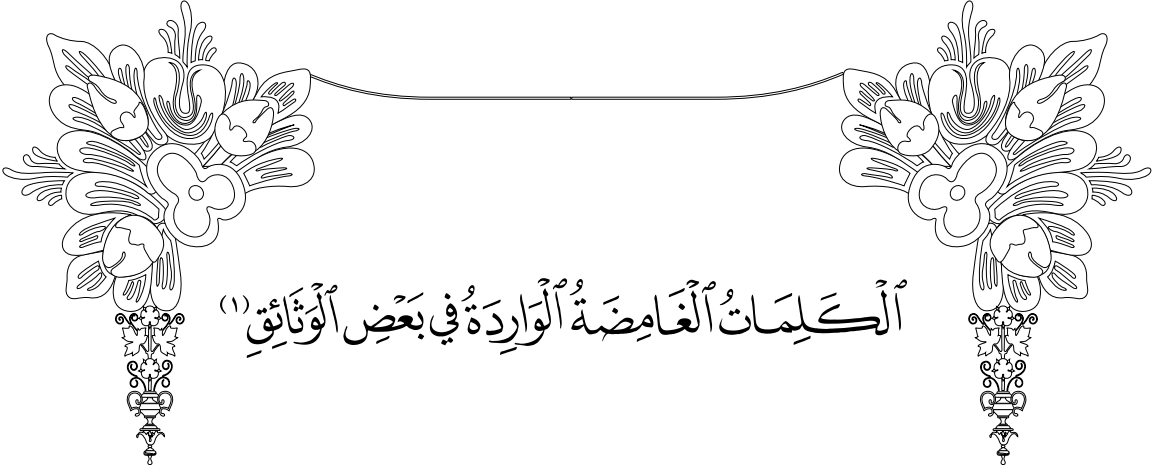 ٱلْكَلِمَاتُ ٱلْغَامِضَةُ ٱلْوَارِدَةُ فِي بَعْضِ ٱلْوَثَائِقِ (١)